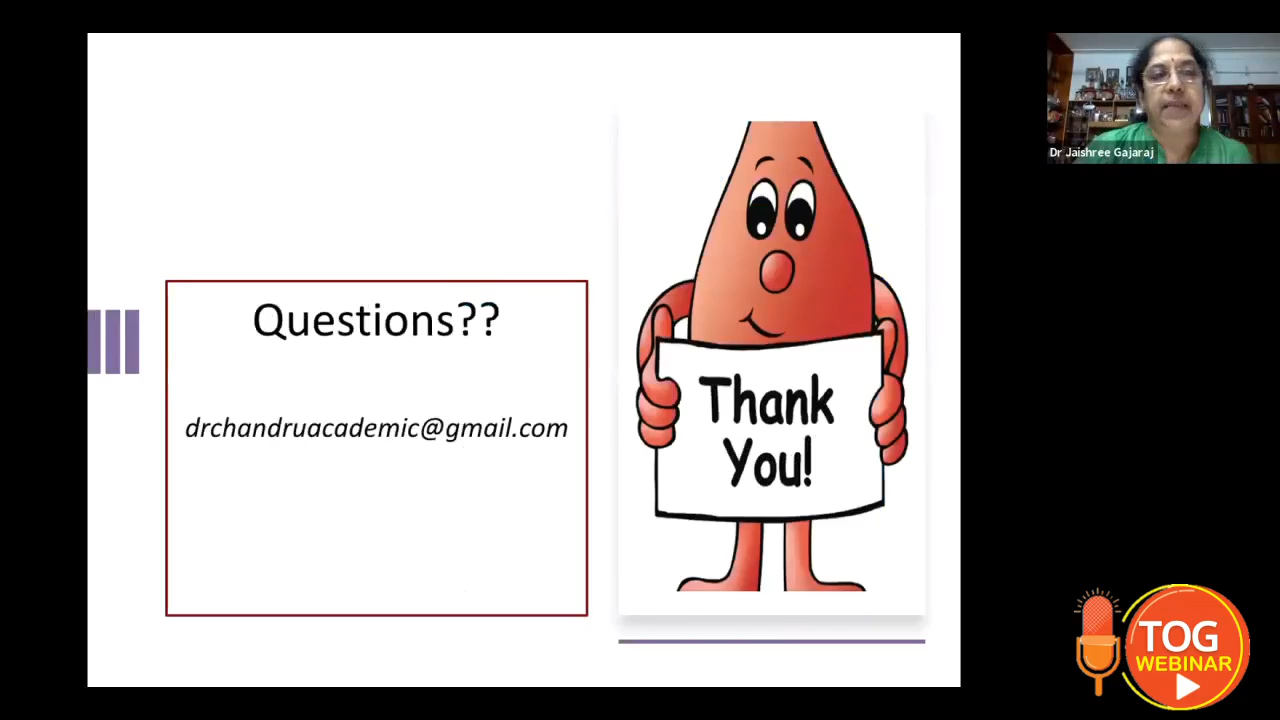 Questions??
drchandruacademic@gmail.com
Thank
You!
Dr Jaishree Gajaraj
TOG
WEBINAR